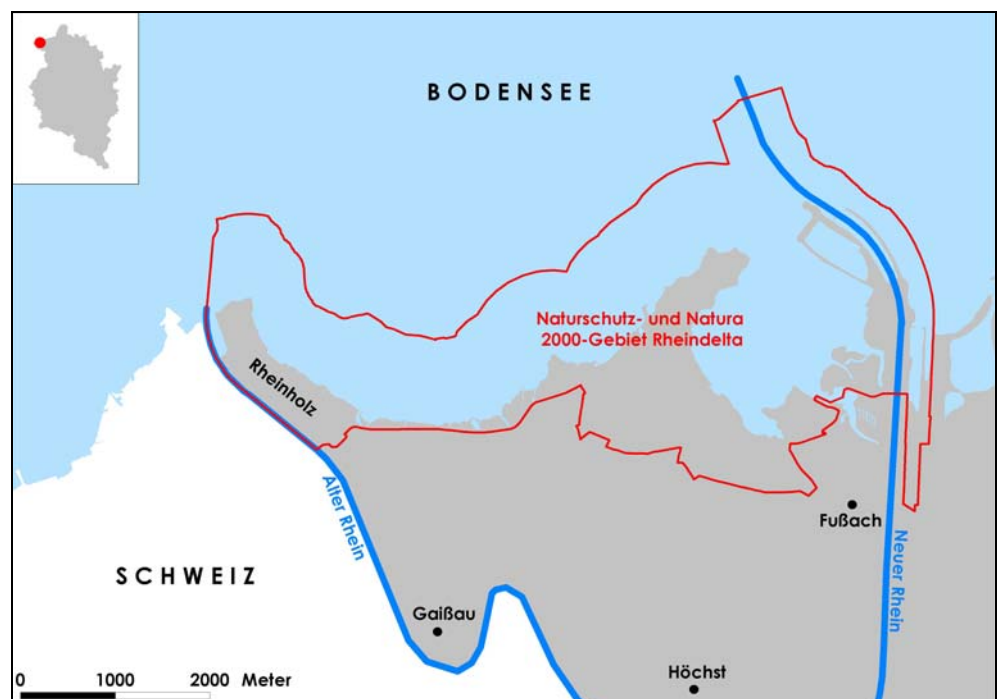 BODENSEE
Naturschutz- und Natura
2000-Gebiet Rheindelta
Rheinholz
Alter Rhein
Fußach
Neuer Rhein
SCHWEIZ
Gaißau
Höchst
0 1000 2000 Meter